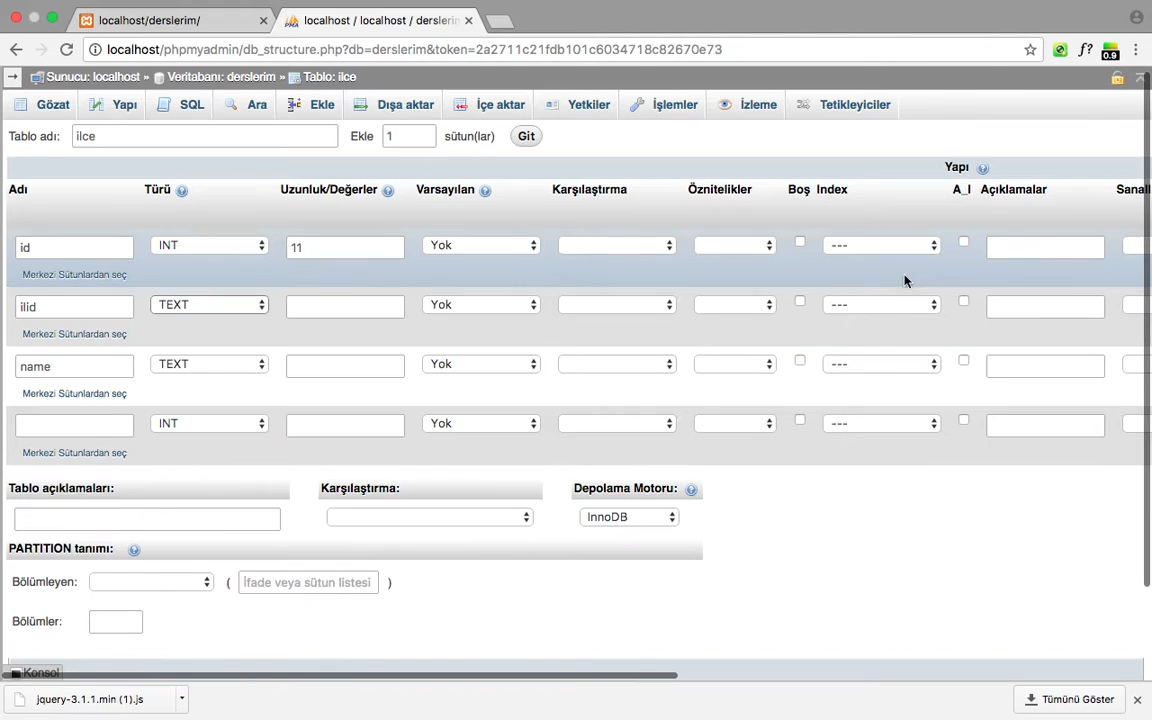 localhost/derslerim/
localhost / localhost / derslerim
localhost/phpmyadmin/db_structure.php?db=derslerim&token=2a2711c21fdb101c6034718c82670e73
f?
0.9
Sunucu: localhost » Veritabanı: derslerim » Tablo: ilce
Gözat Yapı SQL Ara Ekle Dışa aktar İçe aktar Yetkiler İşlemler İzleme Tetikleyiciler
Tablo adı: ilce Ekle 1 sütun(lar) Git
Yapı
Adı Türü Uzunluk/Değerler Varsayılan Karşılaştırma Öznitelikler Boş Index A_I Açıklamalar Sanall
id INT 11 Yok ---
Merkezi Sütunlardan seç
ilid TEXT Yok ---
Merkezi Sütunlardan seç
name TEXT Yok ---
Merkezi Sütunlardan seç
INT Yok ---
Merkezi Sütunlardan seç
Tablo açıklamaları: Karşılaştırma: Depolama Motoru:
InnoDB
PARTITION tanımı:
Bölümleyen: ( İfade veya sütun listesi )
Bölümler:
Konsol
jquery-3.1.1.min (1).js Tümünü Göster